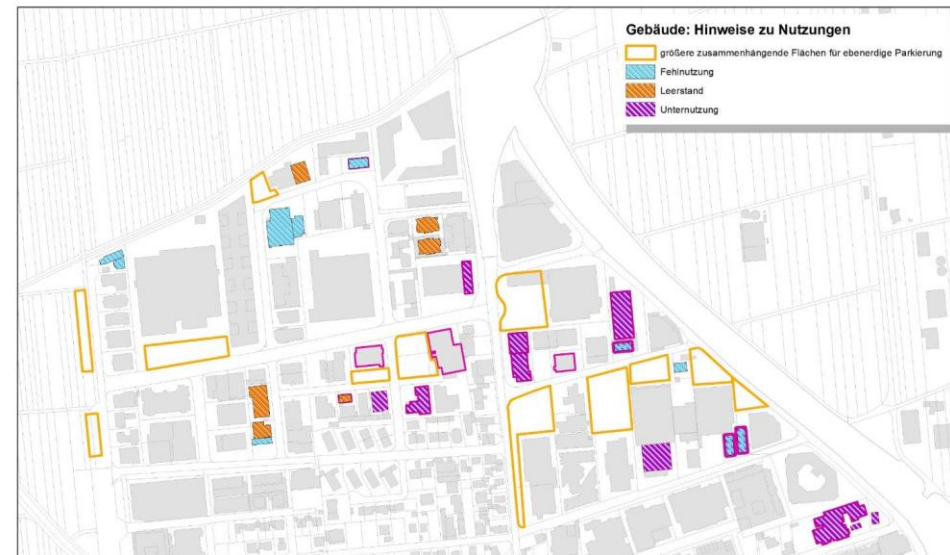 Gebäude: Hinweise zu Nutzungen
größere zusammenhängende Flächen für ebenerdige Parkierung
Fehlnutzung
Leerstand
Unternutzung